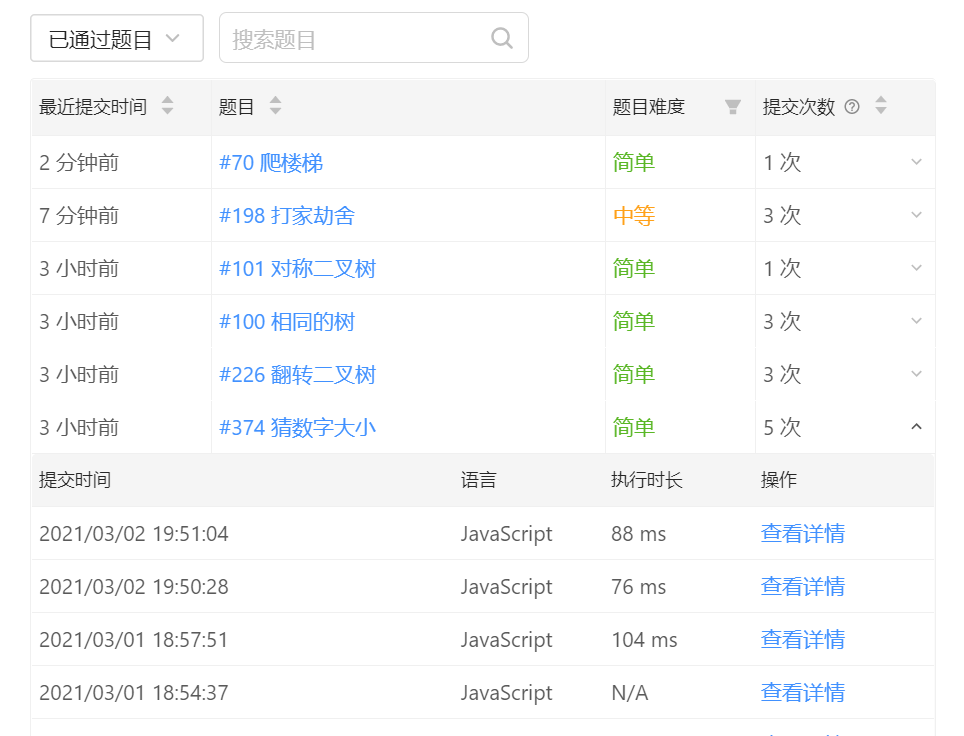 已通过题目 搜索题目
最近提交时间 题目 题目难度 提交次数 ?
2 分钟前 #70 爬楼梯 简单 1 次
7 分钟前 #198 打家劫舍 中等 3 次
3 小时前 #101 对称二叉树 简单 1 次
3 小时前 #100 相同的树 简单 3 次
3 小时前 #226 翻转二叉树 简单 3 次
3 小时前 #374 猜数字大小 简单 5 次
提交时间 语言 执行时长 操作
2021/03/02 19:51:04 JavaScript 88 ms 查看详情
2021/03/02 19:50:28 JavaScript 76 ms 查看详情
2021/03/01 18:57:51 JavaScript 104 ms 查看详情
2021/03/01 18:54:37 JavaScript N/A 查看详情